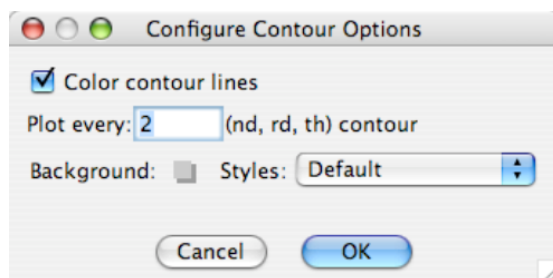 Configure Contour Options
Color contour lines
Plot every: 2 (nd, rd, th) contour
Background: Styles: Default
Cancel OK